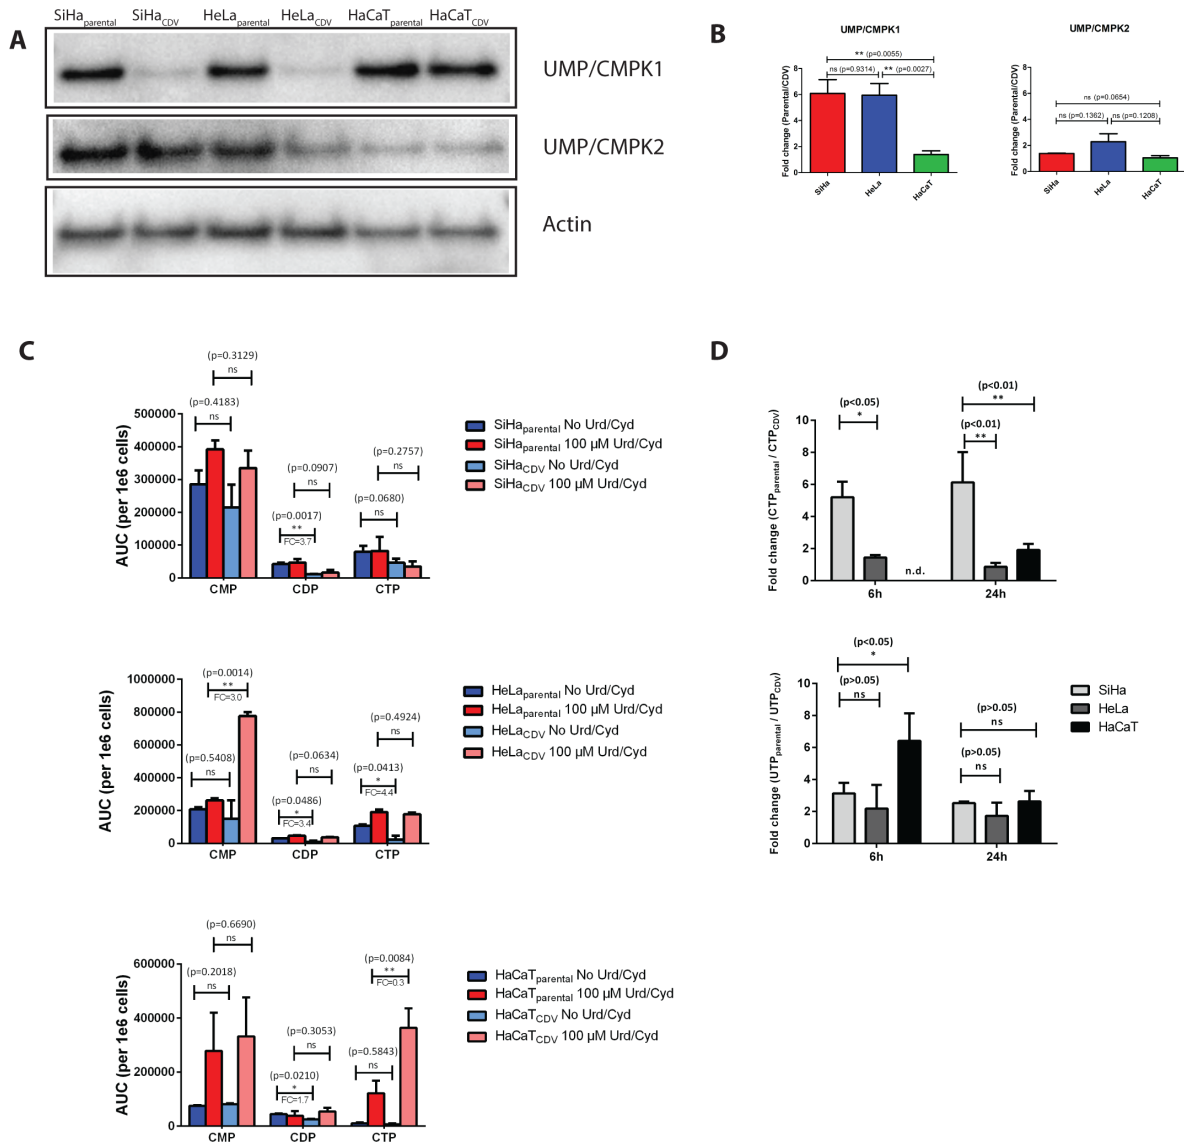 A
SiHaparental SiHaCDV HeLaparental HeLaCDV HaCaTparental HaCaTCDV
UMP/CMPK1
UMP/CMPK2
Actin
B
UMP/CMPK1
** (p=0.0055)
ns (p=0.9314) ** (p=0.0027)
Fold change (Parental/CDV)
8
6
4
2
0
SiHa HeLa HaCaT
UMP/CMPK2
ns (p=0.0654)
ns (p=0.1362) ns (p=0.1208)
Fold change (Parental/CDV)
8
6
4
2
0
SiHa HeLa HaCaT
C
(p=0.3129)
ns
(p=0.4183)
ns
(p=0.0907)
ns
(p=0.0017)
**
FC=3.7
(p=0.2757)
ns
(p=0.0680)
ns
AUC (per 1e6 cells)
500000
400000
300000
200000
100000
0
CMP CDP CTP
SiHaparental No Urd/Cyd
SiHaparental 100 µM Urd/Cyd
SiHaCDV No Urd/Cyd
SiHaCDV 100 µM Urd/Cyd
(p=0.0014)
**
FC=3.0
(p=0.5408)
ns
(p=0.0634)
ns
(p=0.0486)
*
FC=3.4
(p=0.4924)
ns
(p=0.0413)
*
FC=4.4
AUC (per 1e6 cells)
1000000
800000
600000
400000
200000
0
CMP CDP CTP
HeLaparental No Urd/Cyd
HeLaparental 100 µM Urd/Cyd
HeLaCDV No Urd/Cyd
HeLaCDV 100 µM Urd/Cyd
(p=0.6690)
ns
(p=0.2018)
ns
(p=0.3053)
ns
(p=0.0210)
*
FC=1.7
(p=0.0084)
**
FC=0.3
(p=0.5843)
ns
AUC (per 1e6 cells)
600000
400000
200000
0
CMP CDP CTP
HaCaTparental No Urd/Cyd
HaCaTparental 100 µM Urd/Cyd
HaCaTCDV No Urd/Cyd
HaCaTCDV 100 µM Urd/Cyd
D
(p<0.05)
*
(p<0.01)
**
(p<0.01)
**
Fold change (CTPparental / CTPCDV)
10
8
6
4
2
0
n.d.
6h 24h
(p<0.05)
*
(p>0.05)
ns
(p>0.05)
ns
(p>0.05)
ns
Fold change (UTPparental / UTPCDV)
10
8
6
4
2
0
6h 24h
SiHa
HeLa
HaCaT